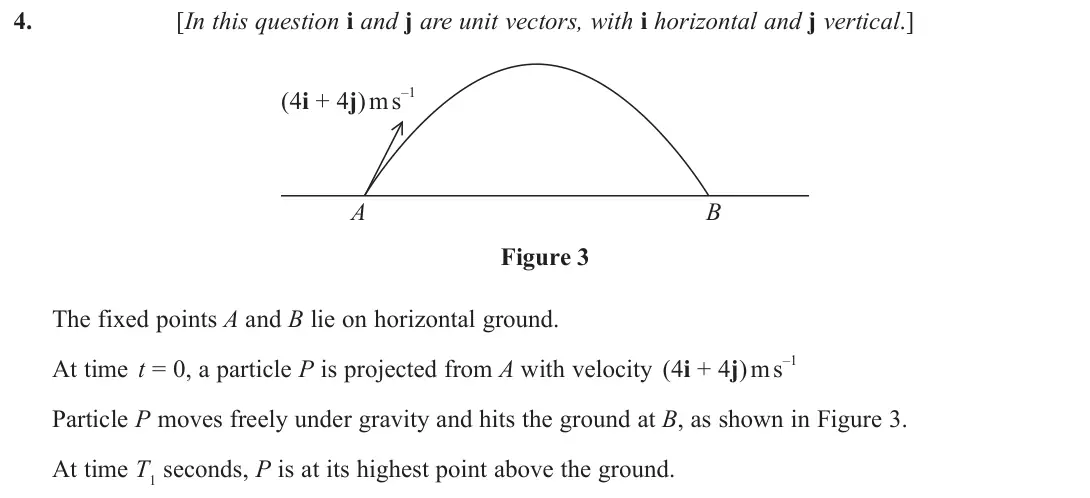 4. [In this question i and j are unit vectors, with i horizontal and j vertical.]
(4i + 4j) m s⁻¹
A B
Figure 3
The fixed points A and B lie on horizontal ground.
At time t = 0, a particle P is projected from A with velocity (4i + 4j) m s⁻¹
Particle P moves freely under gravity and hits the ground at B, as shown in Figure 3.
At time T₁ seconds, P is at its highest point above the ground.